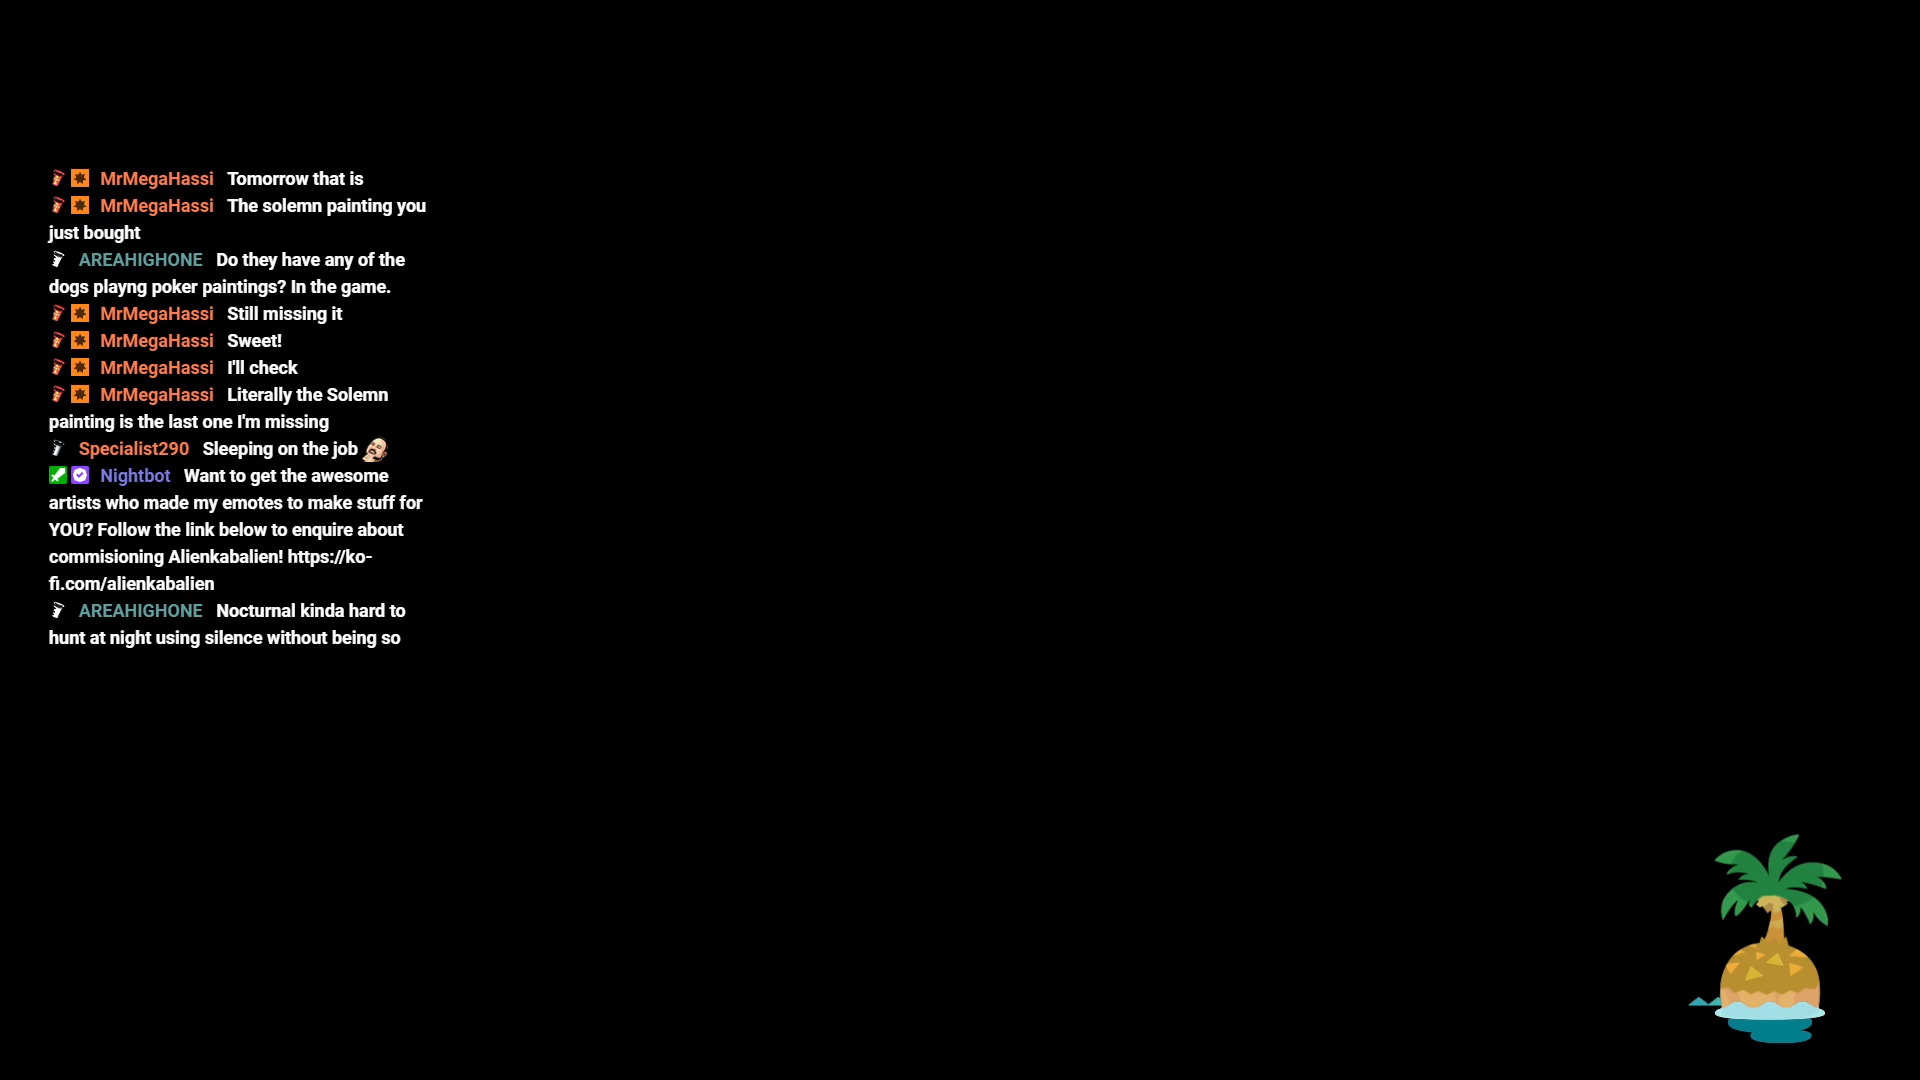 MrMegaHassi Tomorrow that is
MrMegaHassi The solemn painting you
just bought
AREAHIGHONE Do they have any of the
dogs playng poker paintings? In the game.
MrMegaHassi Still missing it
MrMegaHassi Sweet!
MrMegaHassi I'll check
MrMegaHassi Literally the Solemn
painting is the last one I'm missing
Specialist290 Sleeping on the job
Nightbot Want to get the awesome
artists who made my emotes to make stuff for
YOU? Follow the link below to enquire about
commisioning Alienkabalien! https://ko-
fi.com/alienkabalien
AREAHIGHONE Nocturnal kinda hard to
hunt at night using silence without being so